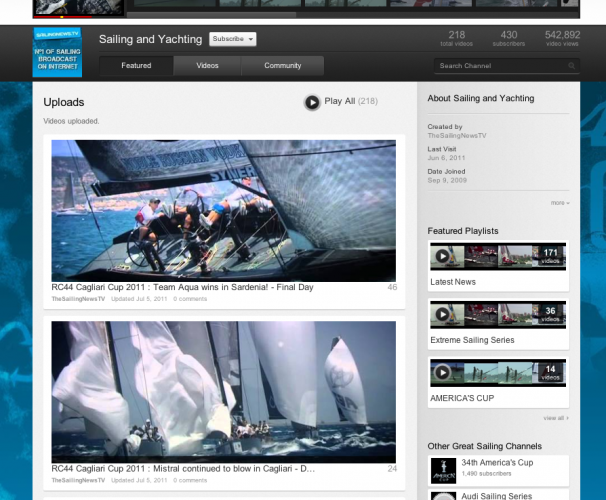 SAILINGNEWS.TV
Nº1 OF SAILING
BROADCAST
ON INTERNET
Sailing and Yachting
Subscribe
218
total videos
430
subscribers
542,892
video views
Featured
Videos
Community
Search Channel
Uploads
Play All (218)
Videos uploaded.
RC44 Cagliari Cup 2011 : Team Aqua wins in Sardenia! - Final Day
46
TheSailingNewsTV Updated Jul 5, 2011 0 comments
RC44 Cagliari Cup 2011 : Mistral continued to blow in Cagliari - D...
24
TheSailingNewsTV Updated Jul 5, 2011 0 comments
About Sailing and Yachting
Created by
TheSailingNewsTV
Last Visit
Jun 6, 2011
Date Joined
Sep 9, 2009
more
Featured Playlists
171
videos
Latest News
36
videos
Extreme Sailing Series
14
videos
AMERICA'S CUP
view all
Other Great Sailing Channels
34th America's Cup
1,490 subscribers
Audi Sailing Series